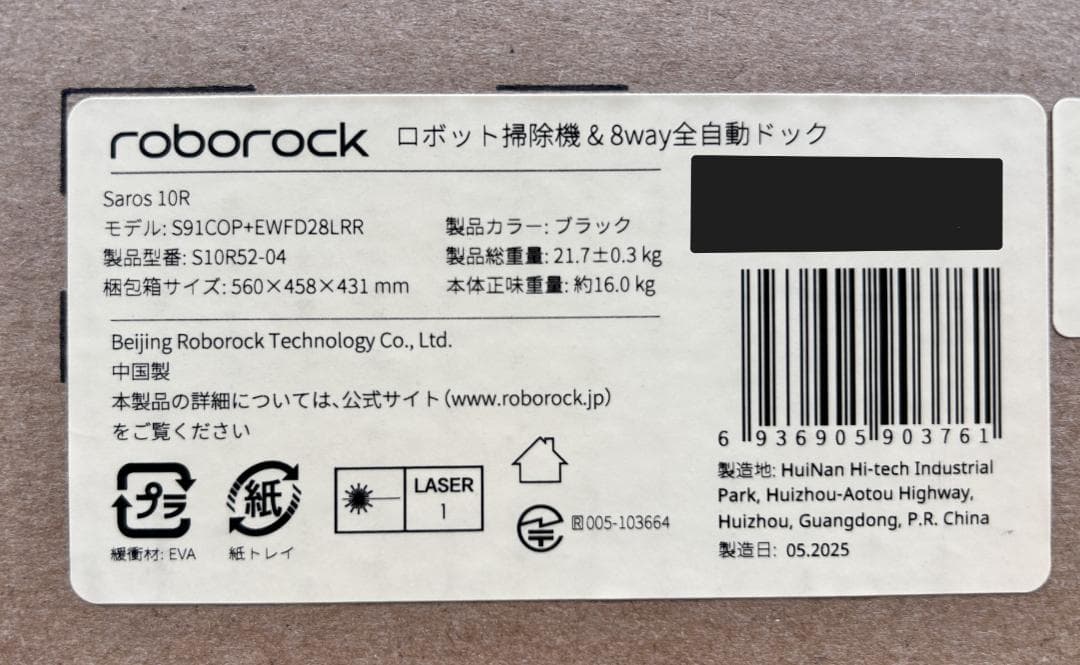 roborock ロボット掃除機 & 8way全自動ドック
Saros 10R
モデル: S91COP+EWFD28LRR
製品型番: S10R52-04
梱包箱サイズ: 560×458×431 mm
製品カラー: ブラック
製品総重量: 21.7±0.3 kg
本体正味重量: 約16.0 kg
Beijing Roborock Technology Co., Ltd.
中国製
本製品の詳細については、公式サイト(www.roborock.jp)
をご覧ください
プラ
緩衝材: EVA
紙
紙トレイ
LASER
1
R 005-103664
6 936905 903761
製造地: HuiNan Hi-tech Industrial
Park, Huizhou-Aotou Highway,
Huizhou, Guangdong, P.R. China
製造日: 05.2025